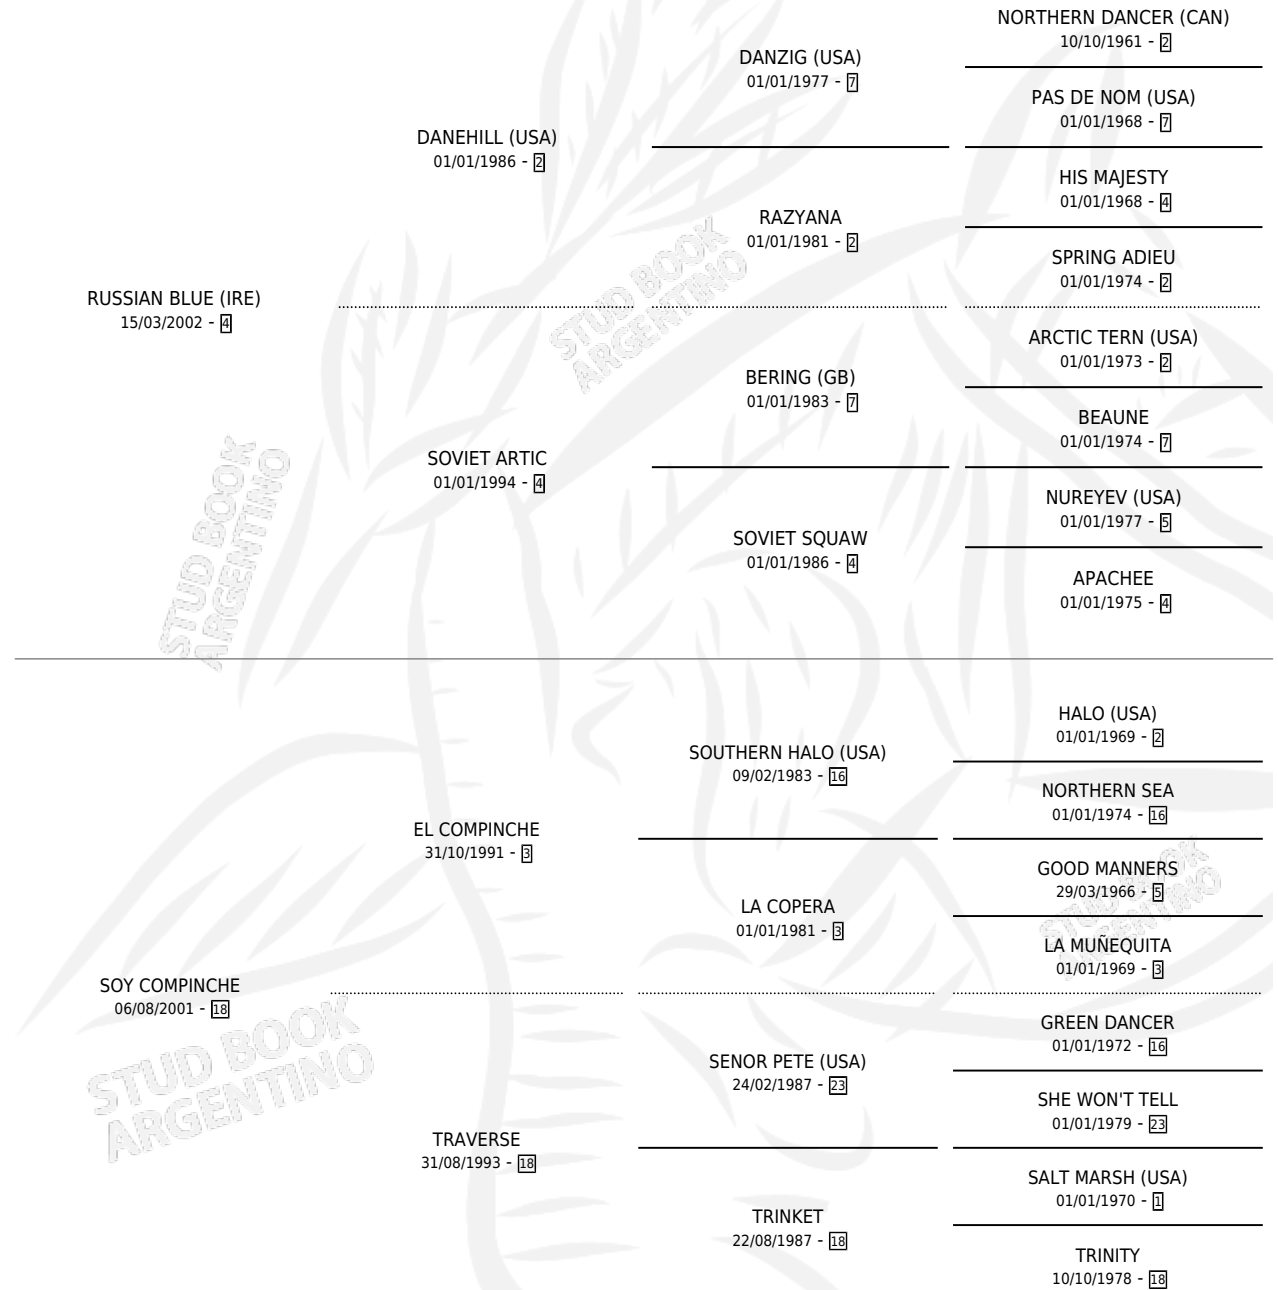 NORTHERN DANCER (CAN)
10/10/1961 - 2
DANZIG (USA)
01/01/1977 - 7
PAS DE NOM (USA)
01/01/1968 - 7
DANEHILL (USA)
01/01/1986 - 2
HIS MAJESTY
01/01/1968 - 4
RAZYANA
01/01/1981 - 2
SPRING ADIEU
01/01/1974 - 2
RUSSIAN BLUE (IRE)
15/03/2002 - 4
STUD BOOK
ARGENTINO
ARCTIC TERN (USA)
01/01/1973 - 2
BERING (GB)
01/01/1983 - 7
BEAUNE
01/01/1974 - 7
SOVIET ARTIC
01/01/1994 - 4
NUREYEV (USA)
01/01/1977 - 5
SOVIET SQUAW
01/01/1986 - 4
APACHEE
01/01/1975 - 4
STUD BOOK
ARGENTINO
HALO (USA)
01/01/1969 - 2
SOUTHERN HALO (USA)
09/02/1983 - 16
NORTHERN SEA
01/01/1974 - 16
EL COMPINCHE
31/10/1991 - 3
GOOD MANNERS
29/03/1966 - 5
LA COPERA
01/01/1981 - 3
STUD BOOK
ARGENTINO
LA MUÑEQUITA
01/01/1969 - 3
SOY COMPINCHE
06/08/2001 - 18
GREEN DANCER
01/01/1972 - 16
SENOR PETE (USA)
24/02/1987 - 23
STUD BOOK
ARGENTINO
SHE WON'T TELL
01/01/1979 - 23
TRAVERSE
31/08/1993 - 18
SALT MARSH (USA)
01/01/1970 - 1
TRINKET
22/08/1987 - 18
TRINITY
10/10/1978 - 18